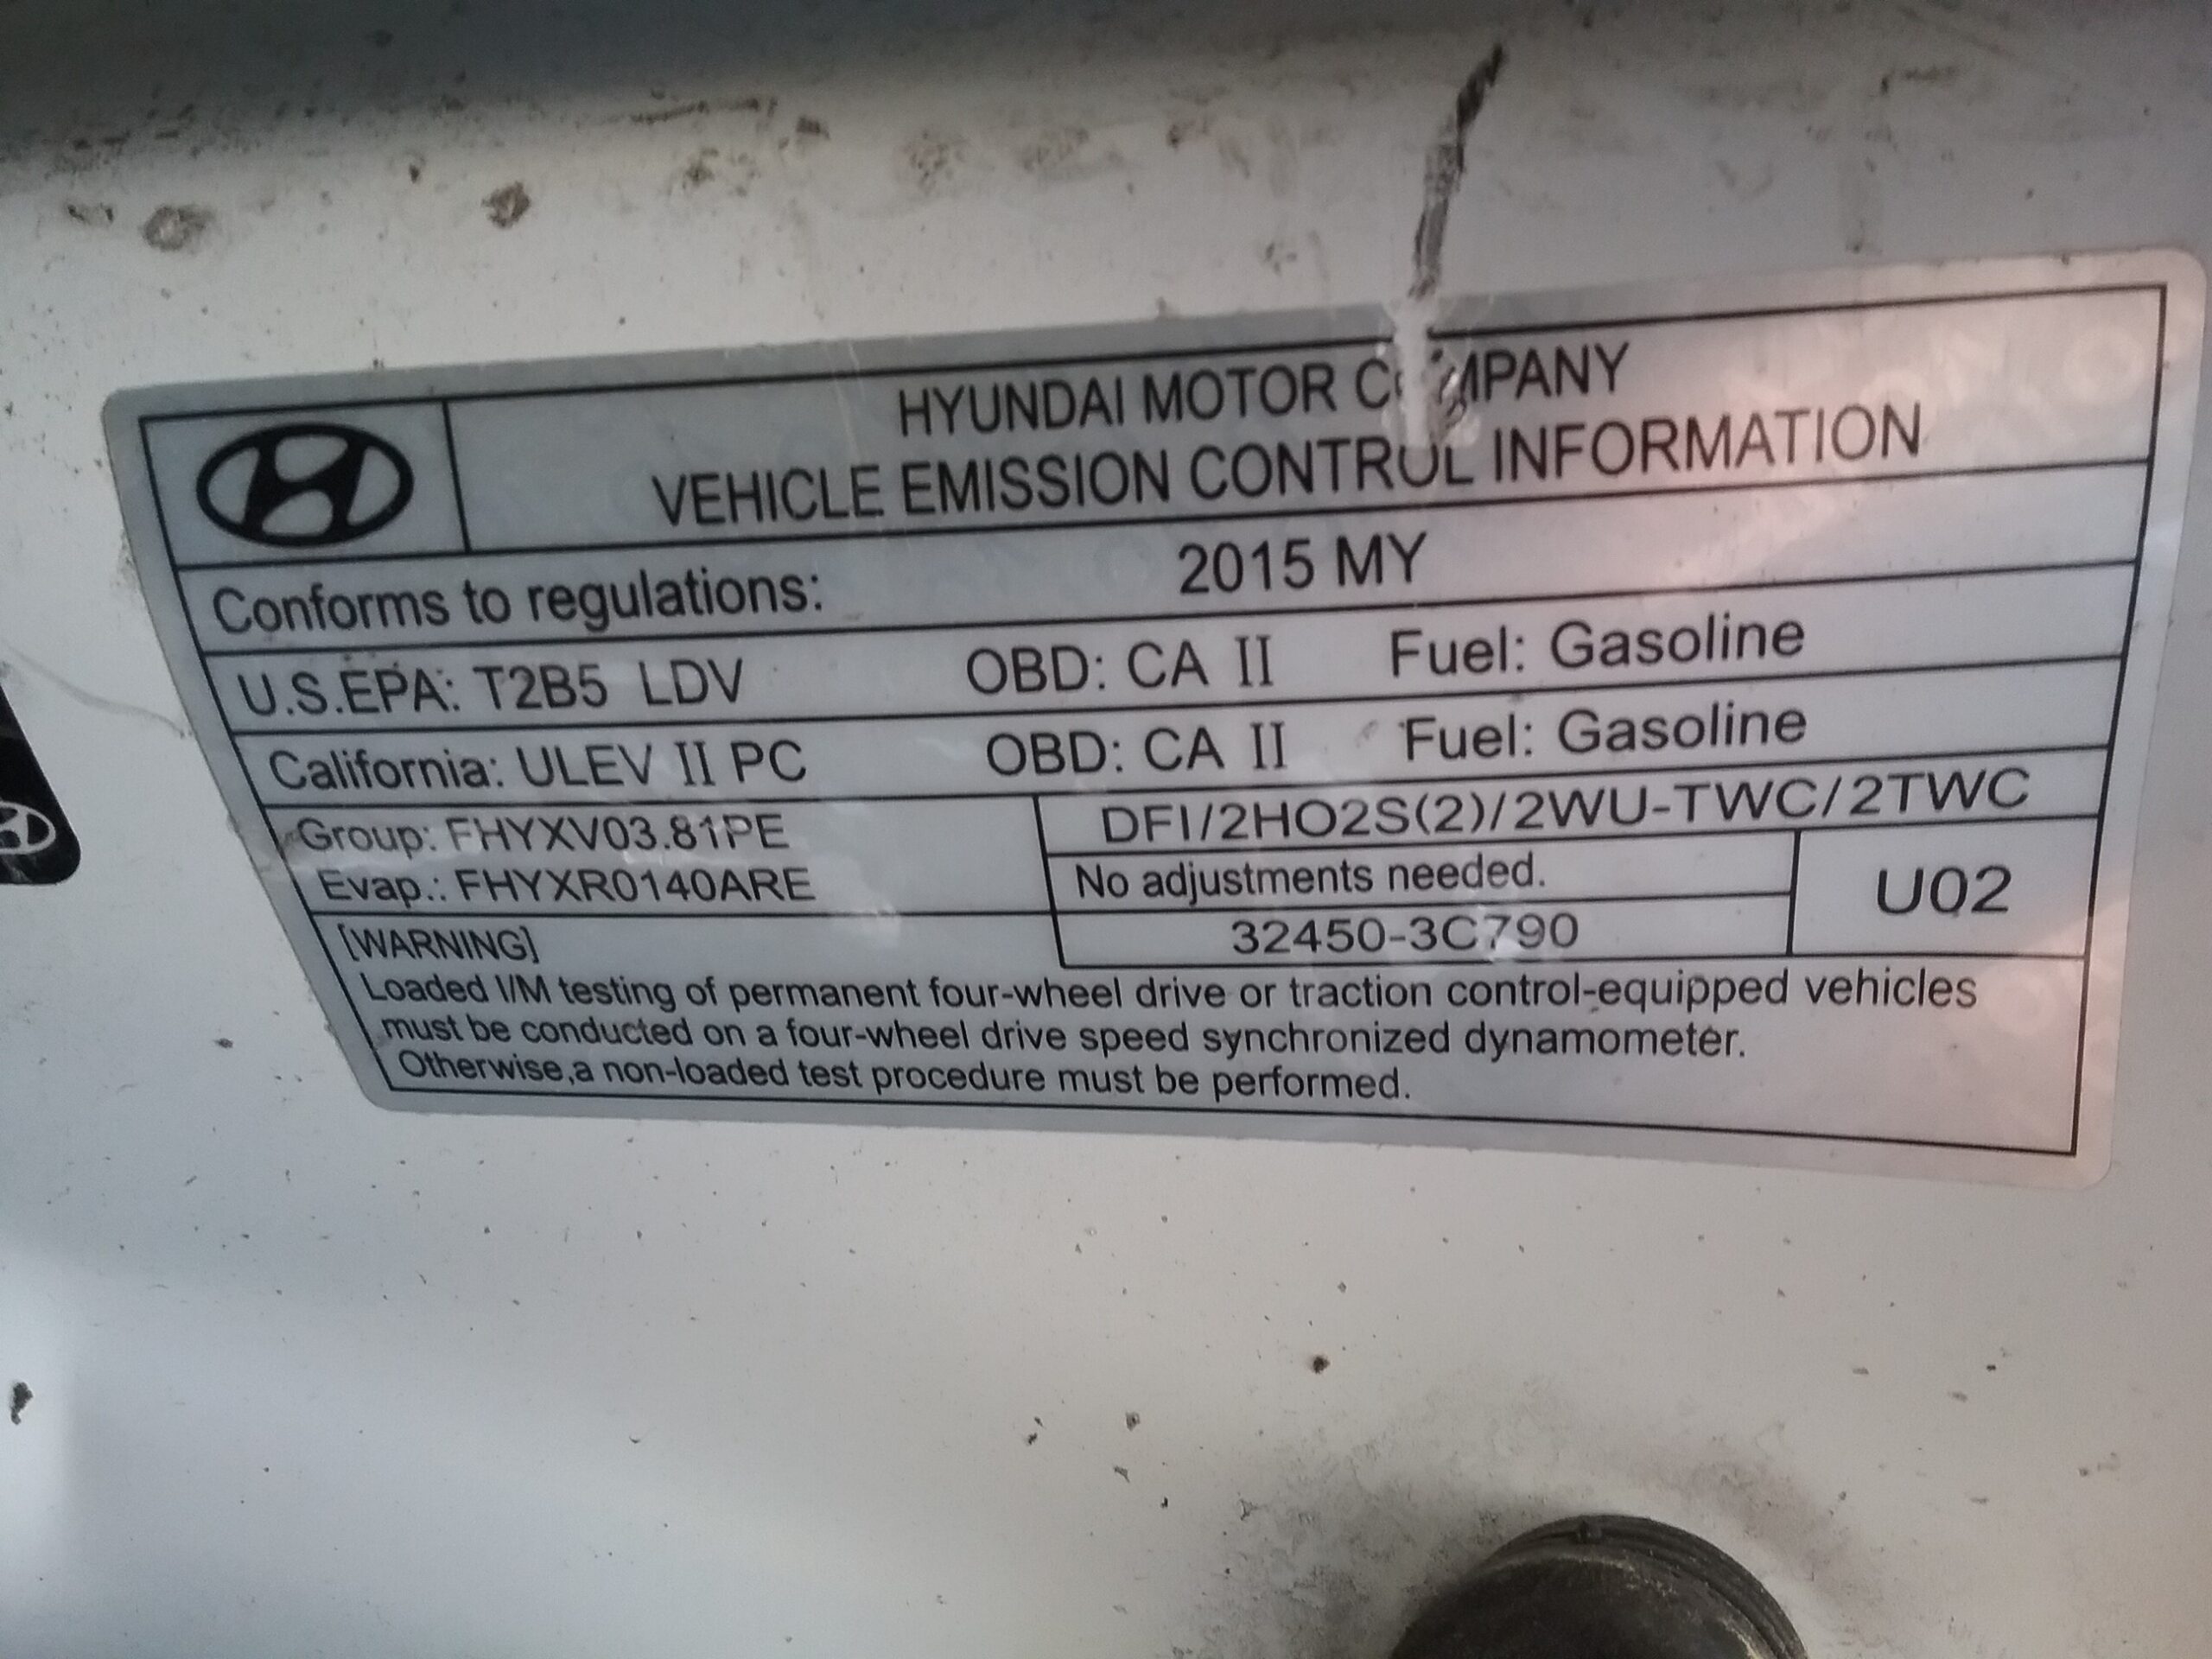 HYUNDAI MOTOR COMPANY
VEHICLE EMISSION CONTROL INFORMATION
Conforms to regulations: 2015 MY
U.S.EPA: T2B5 LDV OBD: CA II Fuel: Gasoline
California: ULEV II PC OBD: CA II Fuel: Gasoline
Group: FHYXV03.81PE
Evap.: FHYXR0140ARE
DFI/2HO2S(2)/2WU-TWC/2TWC
No adjustments needed.
32450-3C790
U02
[WARNING]
Loaded I/M testing of permanent four-wheel drive or traction control-equipped vehicles
must be conducted on a four-wheel drive speed synchronized dynamometer.
Otherwise,a non-loaded test procedure must be performed.